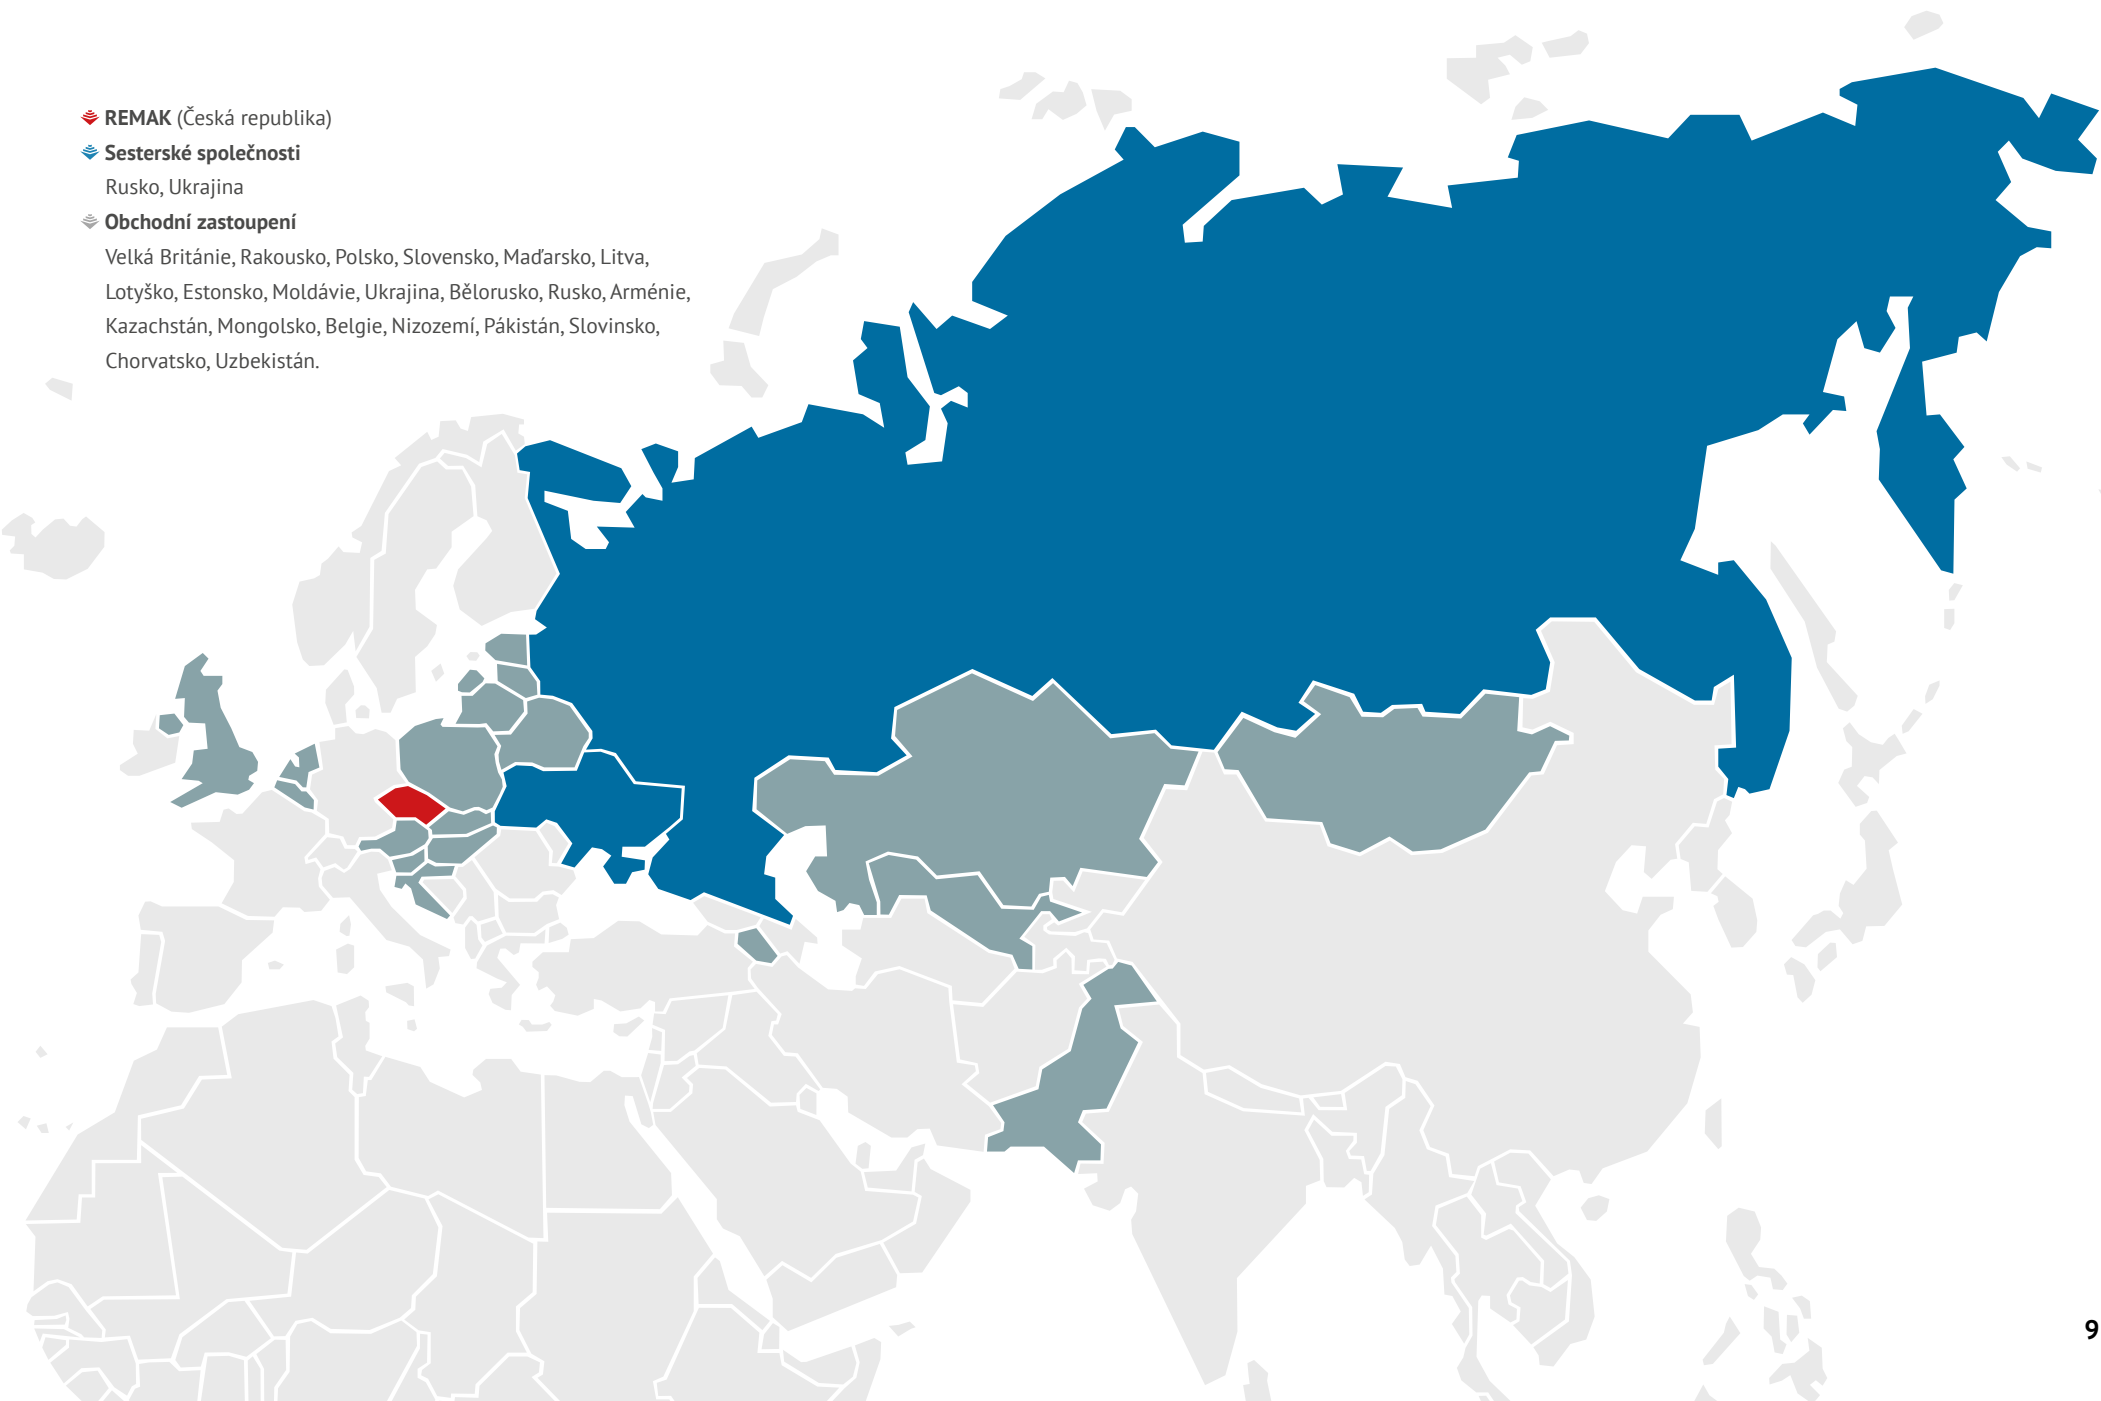 REMAK (Česká republika)
Sesterské společnosti
Rusko, Ukrajina
Obchodní zastoupení
Velká Británie, Rakousko, Polsko, Slovensko, Maďarsko, Litva,
Lotyško, Estonsko, Moldávie, Ukrajina, Bělorusko, Rusko, Arménie,
Kazachstán, Mongolsko, Belgie, Nizozemí, Pákistán, Slovinsko,
Chorvatsko, Uzbekistán.
9